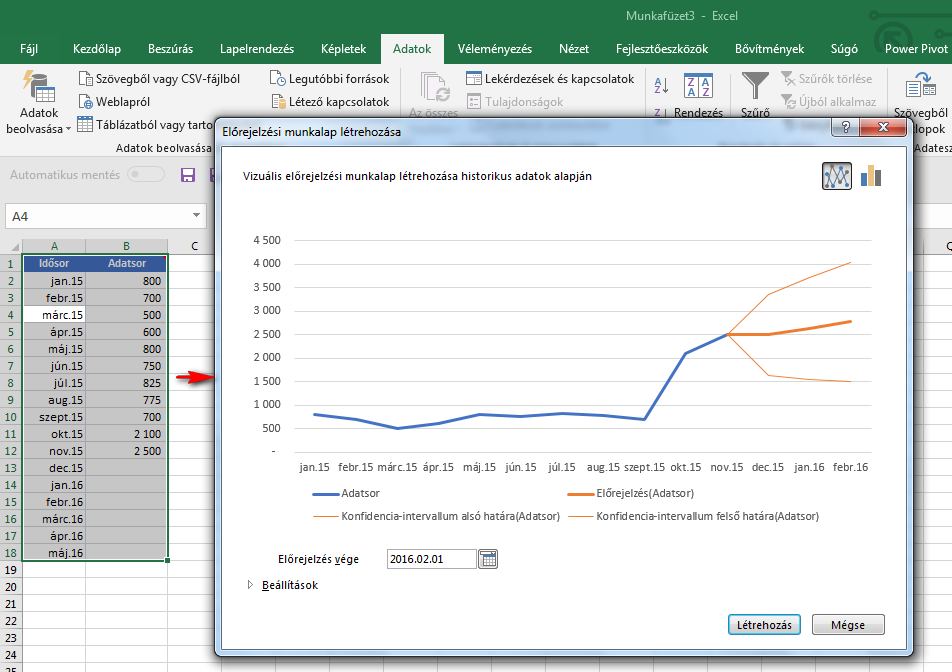 Munkafüzet3 - Excel
Fájl Kezdőlap Beszúrás Lapelrendezés Képletek Adatok Véleményezés Nézet Fejlesztőeszközök Bővítmények Súgó Power Pivot
Adatok beolvasása
Szövegből vagy CSV-fájlból
Weblapról
Táblázatból vagy tarto
Legutóbbi források
Létező kapcsolatok
Adatok beolvasása
Az összes
Lekérdezések és kapcsolatok
Tulajdonságok
Rendezés
Szűrő
Szűrők törlése
Újból alkalmaz
Szövegből
lopok
Adatesz
Automatikus mentés
A4
A B C Q
1 Idősor Adatsor
2 jan.15 800
3 febr.15 700
4 márc.15 500
5 ápr.15 600
6 máj.15 800
7 jún.15 750
8 júl.15 825
9 aug.15 775
10 szept.15 700
11 okt.15 2 100
12 nov.15 2 500
13 dec.15
14 jan.16
15 febr.16
16 márc.16
17 ápr.16
18 máj.16
19
20
21
22
23
24
25
Előrejelzési munkalap létrehozása
?
Vizuális előrejelzési munkalap létrehozása historikus adatok alapján
4 500
4 000
3 500
3 000
2 500
2 000
1 500
1 000
500
-
jan.15 febr.15 márc.15 ápr.15 máj.15 jún.15 júl.15 aug.15 szept.15 okt.15 nov.15 dec.15 jan.16 febr.16
Adatsor Előrejelzés(Adatsor)
Konfidencia-intervallum alsó határa(Adatsor) Konfidencia-intervallum felső határa(Adatsor)
Előrejelzés vége 2016.02.01
Beállítások
Létrehozás Mégse